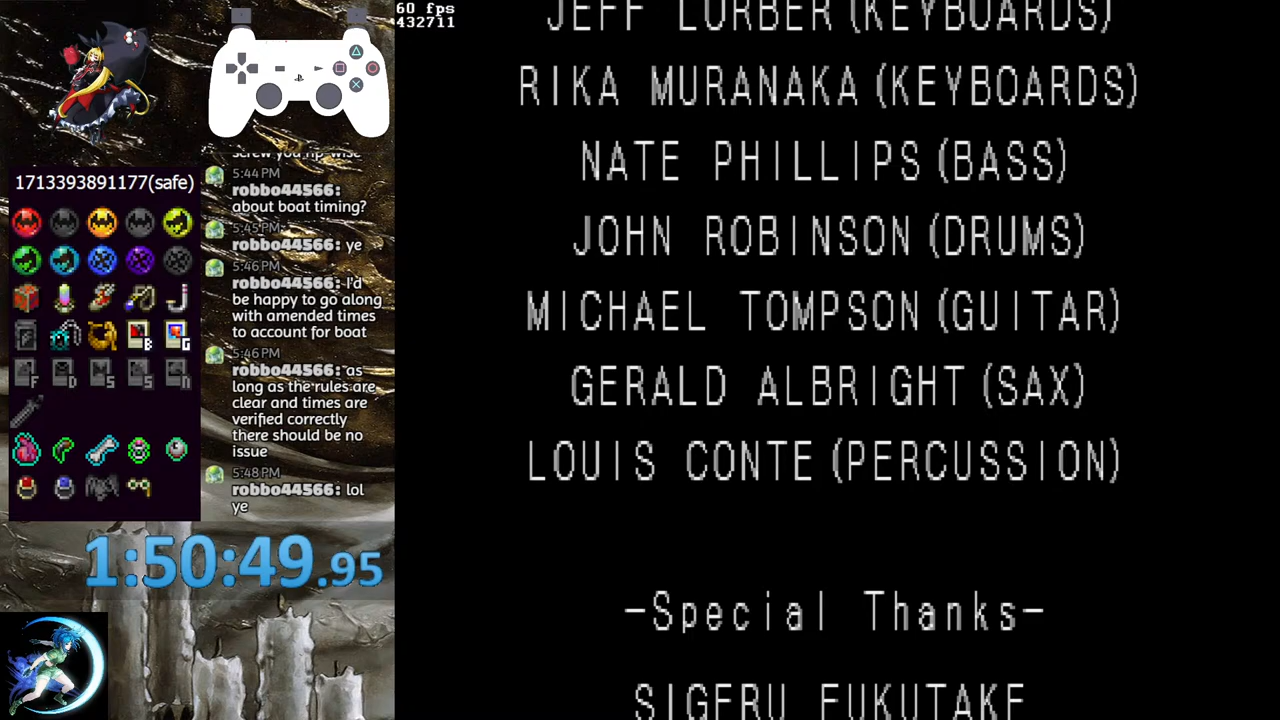 60 fps
432711
1713393891177(safe)
B
G
F
D
S
S
n
screw you np-wise
5:44 PM
robbo44566:
about boat timing?
5:45 PM
robbo44566: ye
5:46 PM
robbo44566: I'd
be happy to go along
with amended times
to account for boat
5:46 PM
robbo44566: as
long as the rules are
clear and times are
verified correctly
there should be no
issue
5:48 PM
robbo44566: lol
ye
1:50:49.95
JEFF LORBER (KEYBOARDS)
RIKA MURANAKA (KEYBOARDS)
NATE PHILLIPS (BASS)
JOHN ROBINSON (DRUMS)
MICHAEL TOMPSON (GUITAR)
GERALD ALBRIGHT (SAX)
LOUIS CONTE (PERCUSSION)
-Special Thanks-
SIGERU FUKUTAKE